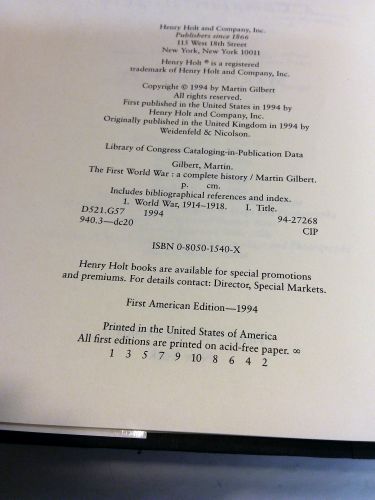 Henry Holt and Company, Inc.
Publishers since 1866
115 West 18th Street
New York, New York 10011
Henry Holt ® is a registered
trademark of Henry Holt and Company, Inc.
Copyright © 1994 by Martin Gilbert
All rights reserved.
First published in the United States in 1994 by
Henry Holt and Company, Inc.
Originally published in the United Kingdom in 1994 by
Weidenfeld & Nicolson.
Library of Congress Cataloging-in-Publication Data
Gilbert, Martin.
The First World War : a complete history / Martin Gilbert.
p. cm.
Includes bibliographical references and index.
1. World War, 1914–1918. I. Title.
D521.G57 1994 94-27268
940.3—dc20 CIP
ISBN 0-8050-1540-X
Henry Holt books are available for special promotions
and premiums. For details contact: Director, Special Markets.
First American Edition—1994
Printed in the United States of America
All first editions are printed on acid-free paper. ∞
1 3 5 7 9 10 8 6 4 2